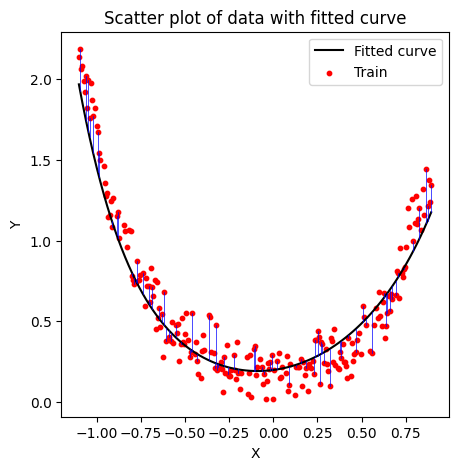 Scatter plot of data with fitted curve
Fitted curve
Train
2.0
1.5
1.0
0.5
0.0
Y
−1.00 −0.75 −0.50 −0.25 0.00 0.25 0.50 0.75
X